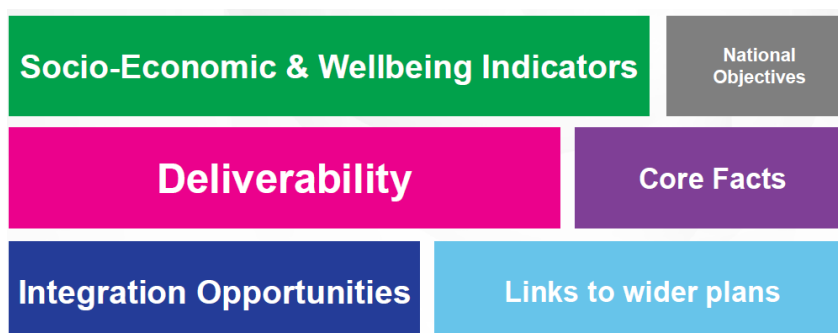 Socio-Economic & Wellbeing Indicators
National
Objectives
Deliverability
Core Facts
Integration Opportunities
Links to wider plans